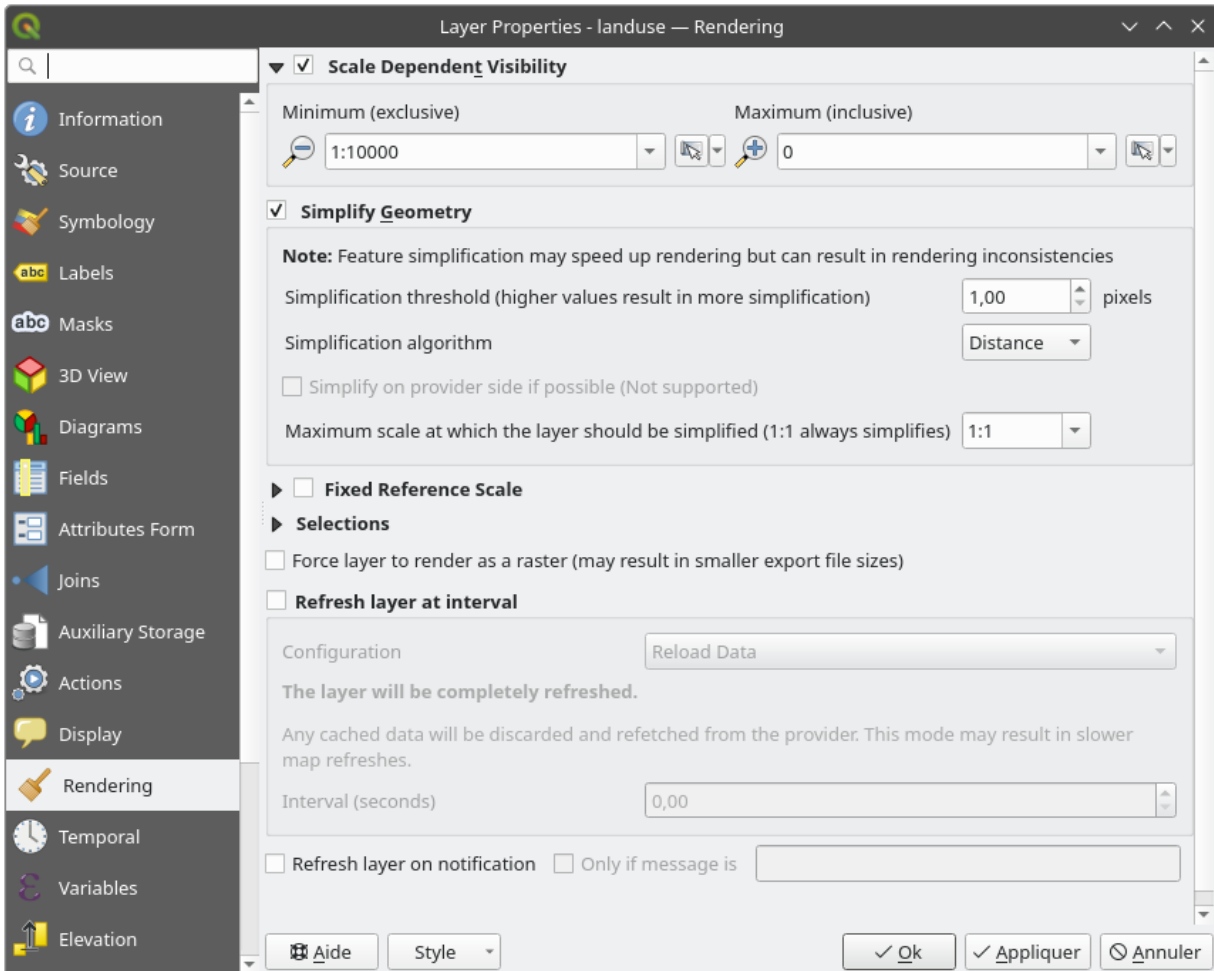 Layer Properties - landuse — Rendering
Information
Source
Symbology
abc Labels
abc Masks
3D View
Diagrams
Fields
Attributes Form
Joins
Auxiliary Storage
Actions
Display
Rendering
Temporal
Variables
Elevation
Scale Dependent Visibility
Minimum (exclusive) Maximum (inclusive)
1:10000 0
Simplify Geometry
Note: Feature simplification may speed up rendering but can result in rendering inconsistencies
Simplification threshold (higher values result in more simplification) 1,00 pixels
Simplification algorithm Distance
Simplify on provider side if possible (Not supported)
Maximum scale at which the layer should be simplified (1:1 always simplifies) 1:1
Fixed Reference Scale
Selections
Force layer to render as a raster (may result in smaller export file sizes)
Refresh layer at interval
Configuration Reload Data
The layer will be completely refreshed.
Any cached data will be discarded and refetched from the provider. This mode may result in slower
map refreshes.
Interval (seconds) 0,00
Refresh layer on notification Only if message is
Aide Style Ok Appliquer Annuler